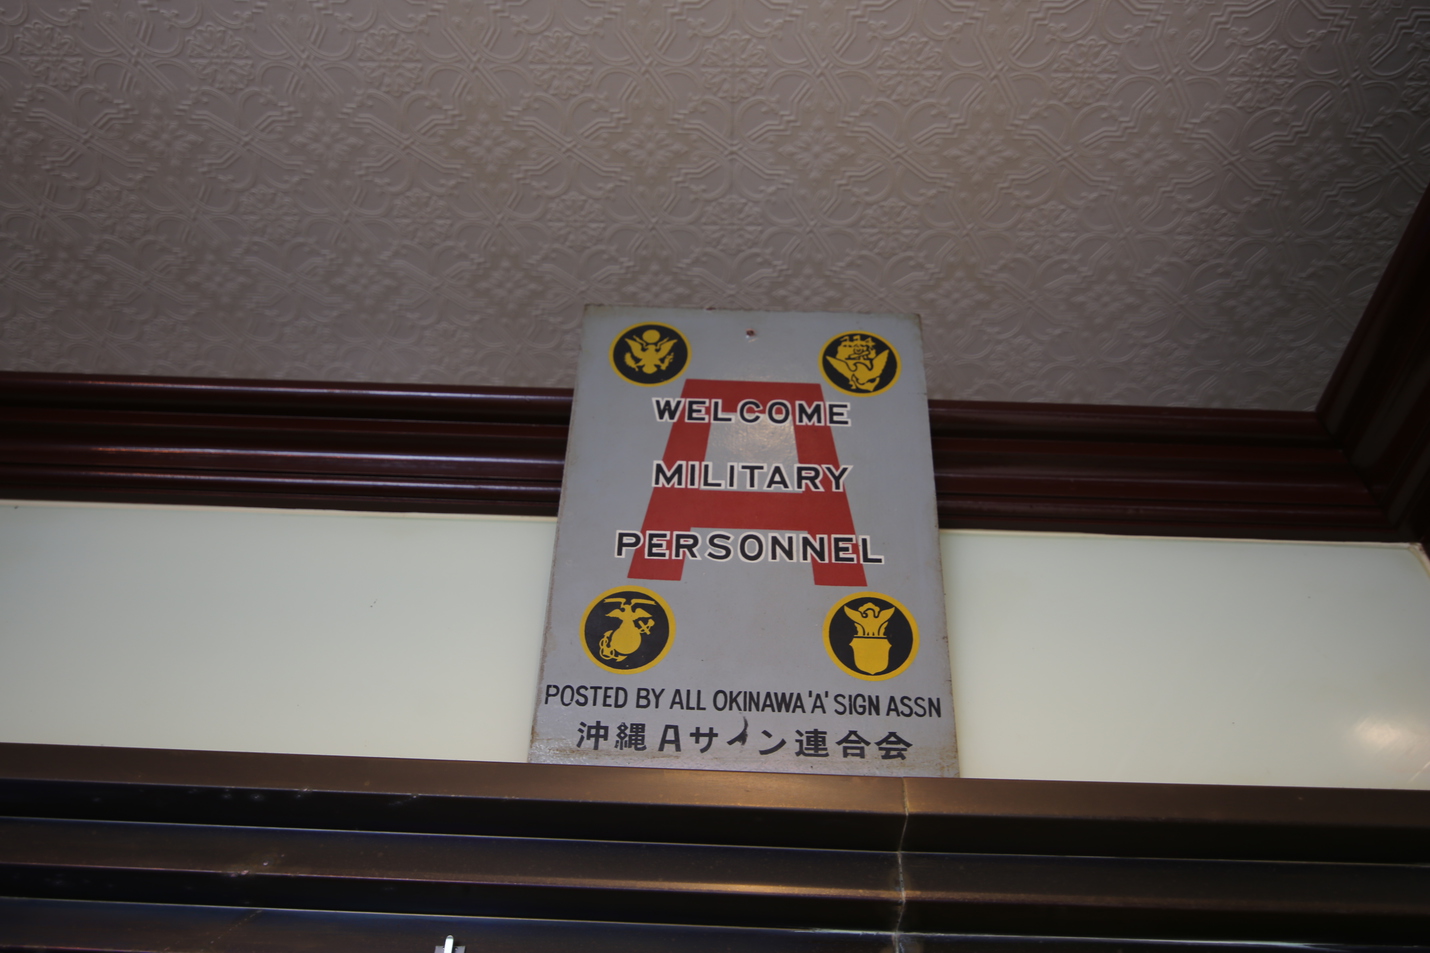 A
WELCOME
MILITARY
PERSONNEL
POSTED BY ALL OKINAWA 'A' SIGN ASSN
沖縄Aサイン連合会